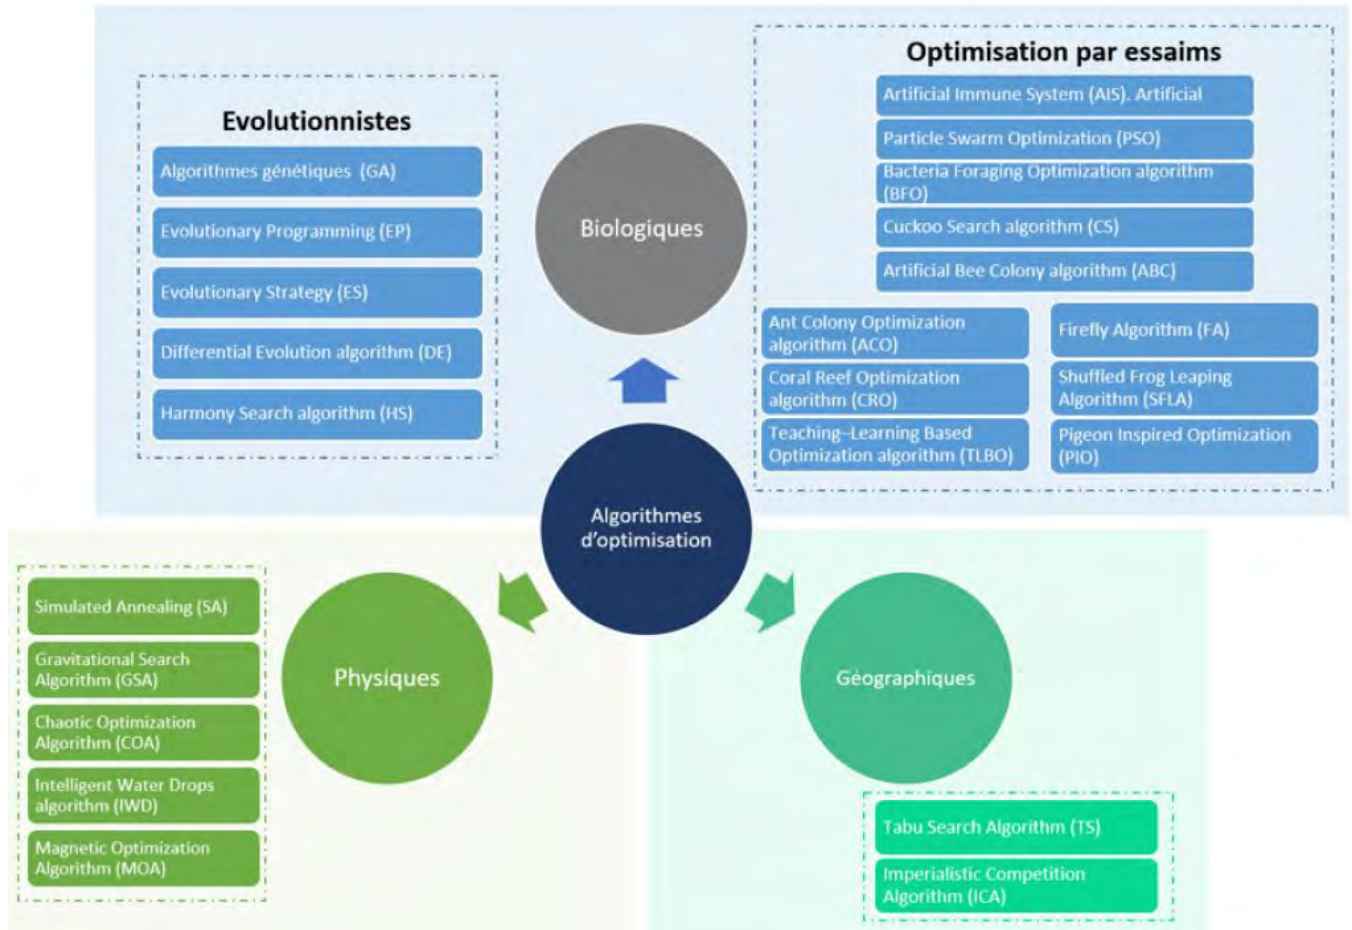 Evolutionnistes
Algorithmes génétiques (GA)
Evolutionary Programming (EP)
Evolutionary Strategy (ES)
Differential Evolution algorithm (DE)
Harmony Search algorithm (HS)
Biologiques
Optimisation par essaims
Artificial Immune System (AIS). Artificial
Particle Swarm Optimization (PSO)
Bacteria Foraging Optimization algorithm
(BFO)
Cuckoo Search algorithm (CS)
Artificial Bee Colony algorithm (ABC)
Ant Colony Optimization
algorithm (ACO)
Firefly Algorithm (FA)
Coral Reef Optimization
algorithm (CRO)
Shuffled Frog Leaping
Algorithm (SFLA)
Teaching–Learning Based
Optimization algorithm (TLBO)
Pigeon Inspired Optimization
(PIO)
Algorithmes
d'optimisation
Simulated Annealing (SA)
Gravitational Search
Algorithm (GSA)
Chaotic Optimization
Algorithm (COA)
Intelligent Water Drops
algorithm (IWD)
Magnetic Optimization
Algorithm (MOA)
Physiques
Géographiques
Tabu Search Algorithm (TS)
Imperialistic Competition
Algorithm (ICA)